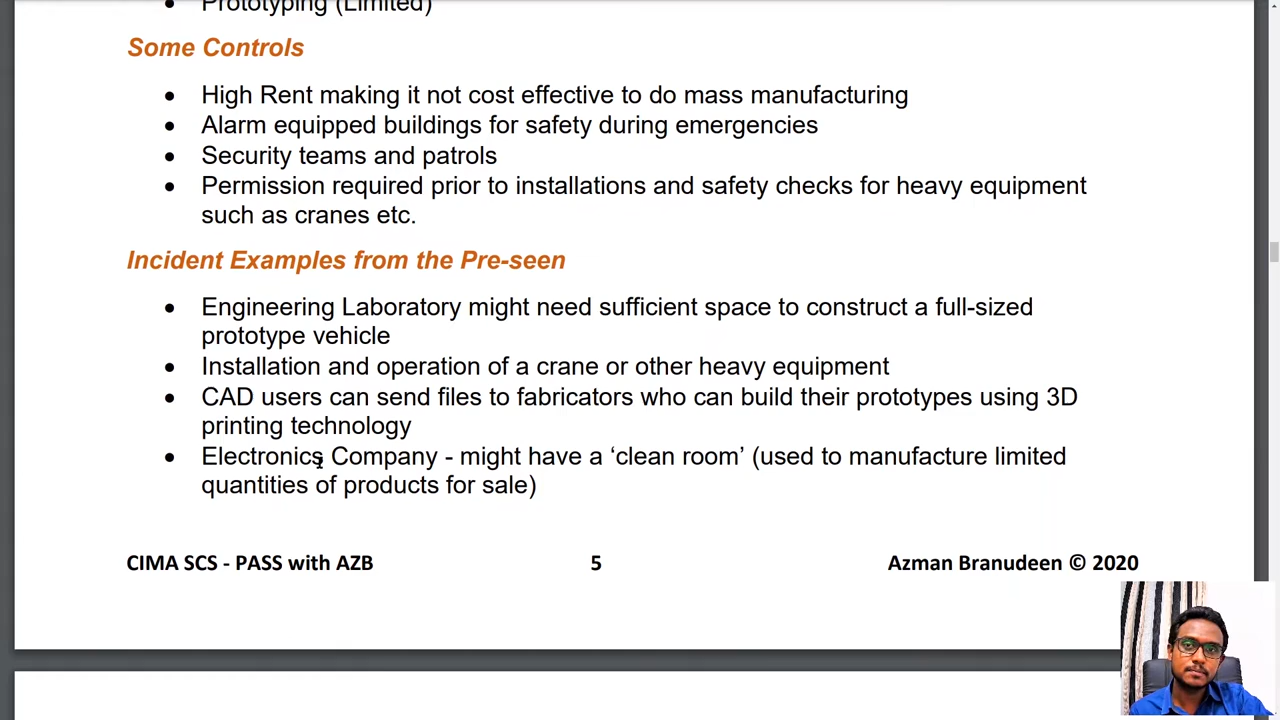 Prototyping (Limited)
Some Controls
• High Rent making it not cost effective to do mass manufacturing
• Alarm equipped buildings for safety during emergencies
• Security teams and patrols
• Permission required prior to installations and safety checks for heavy equipment
such as cranes etc.
Incident Examples from the Pre-seen
• Engineering Laboratory might need sufficient space to construct a full-sized
prototype vehicle
• Installation and operation of a crane or other heavy equipment
• CAD users can send files to fabricators who can build their prototypes using 3D
printing technology
• Electronics Company - might have a ‘clean room’ (used to manufacture limited
quantities of products for sale)
CIMA SCS - PASS with AZB 5 Azman Branudeen © 2020